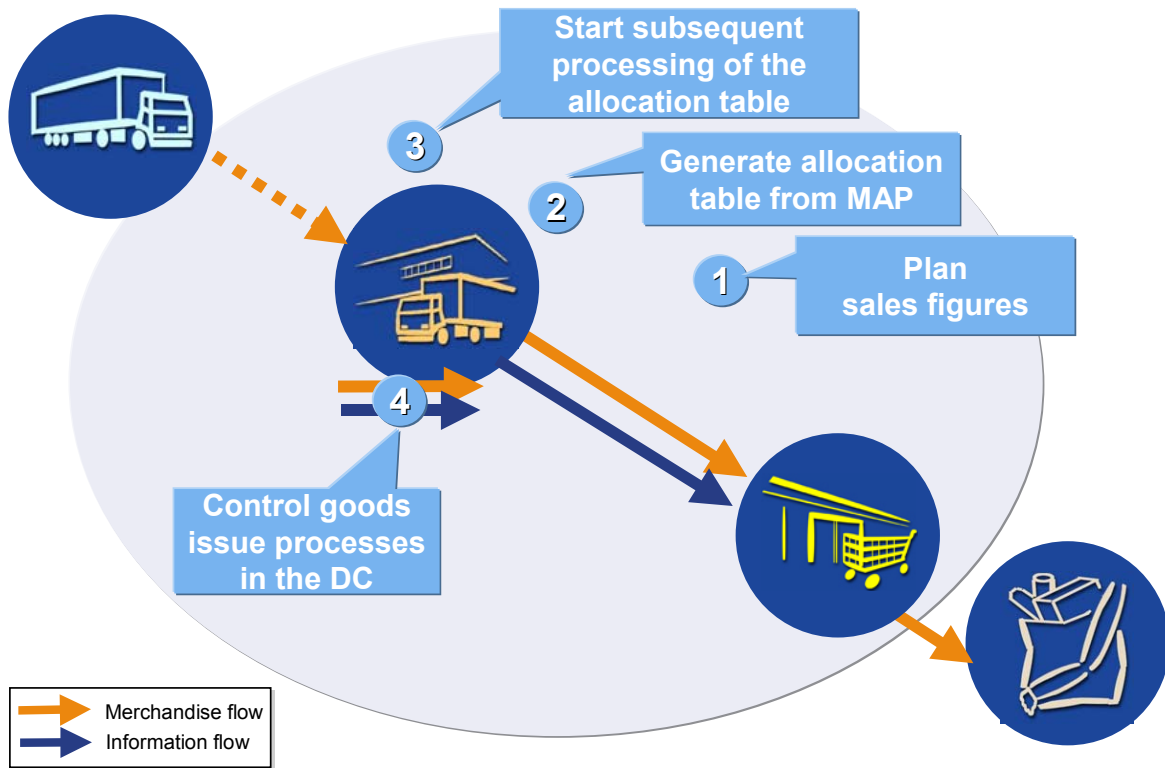 Start subsequent
processing of the
allocation table
3
Generate allocation
table from MAP
2
Plan
sales figures
1
4
Control goods
issue processes
in the DC
Merchandise flow
Information flow